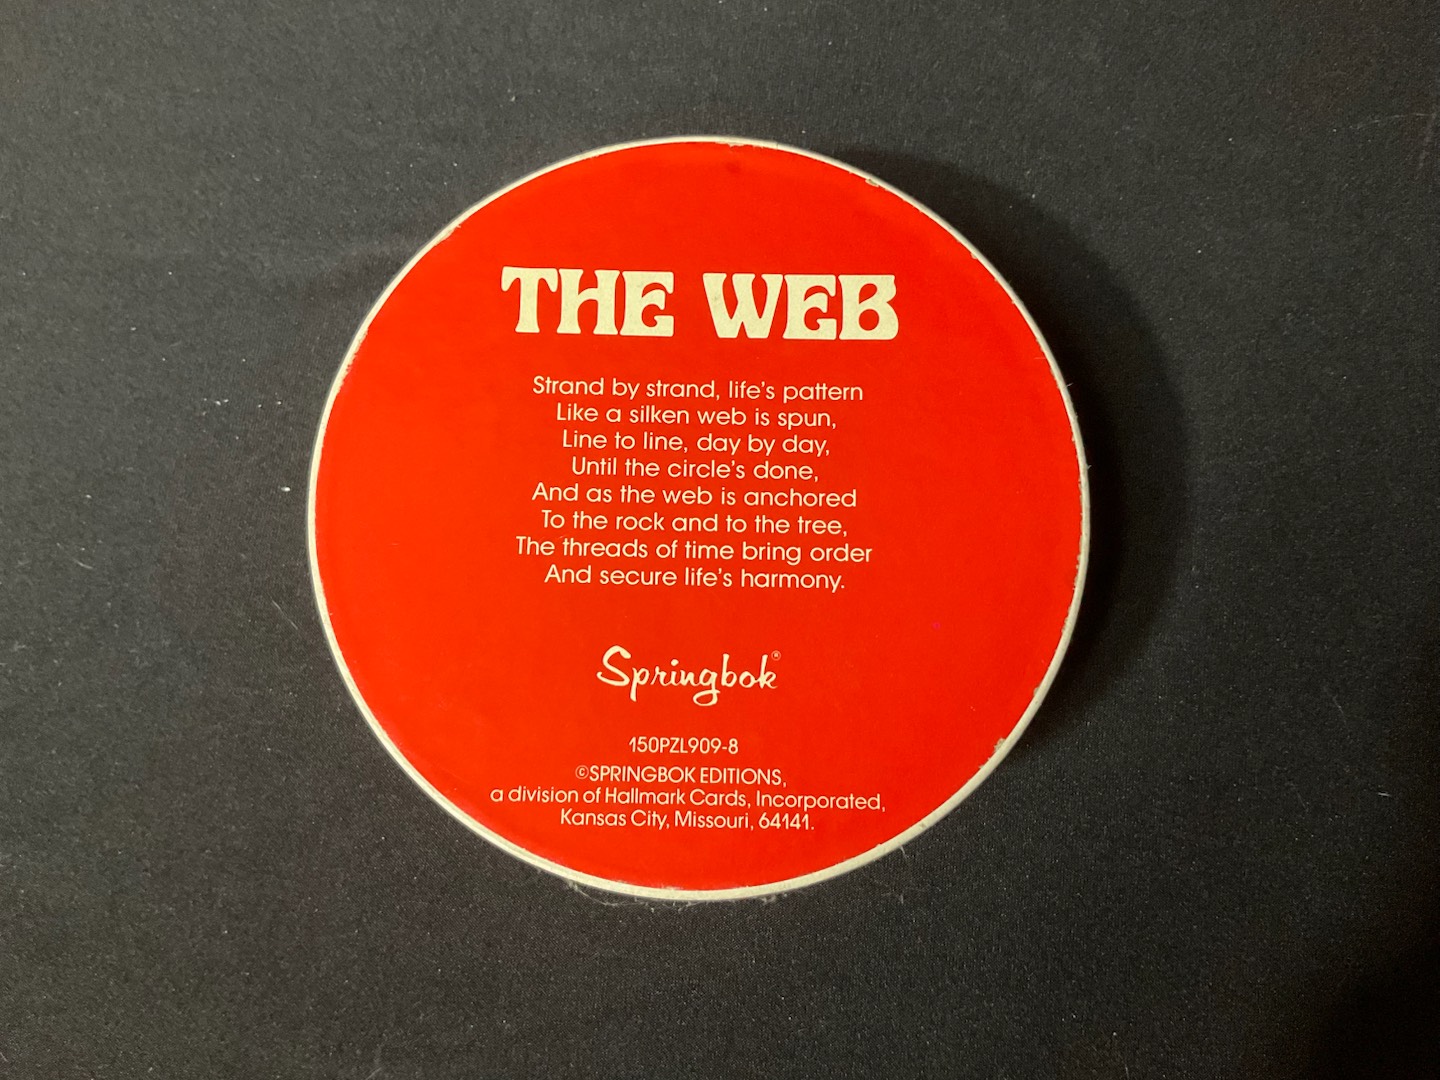 THE WEB
Strand by strand, life's pattern
Like a silken web is spun,
Line to line, day by day,
Until the circle's done,
And as the web is anchored
To the rock and to the tree,
The threads of time bring order
And secure life's harmony.
Springbok®
150PZL909-8
©SPRINGBOK EDITIONS,
a division of Hallmark Cards, Incorporated,
Kansas City, Missouri, 64141.